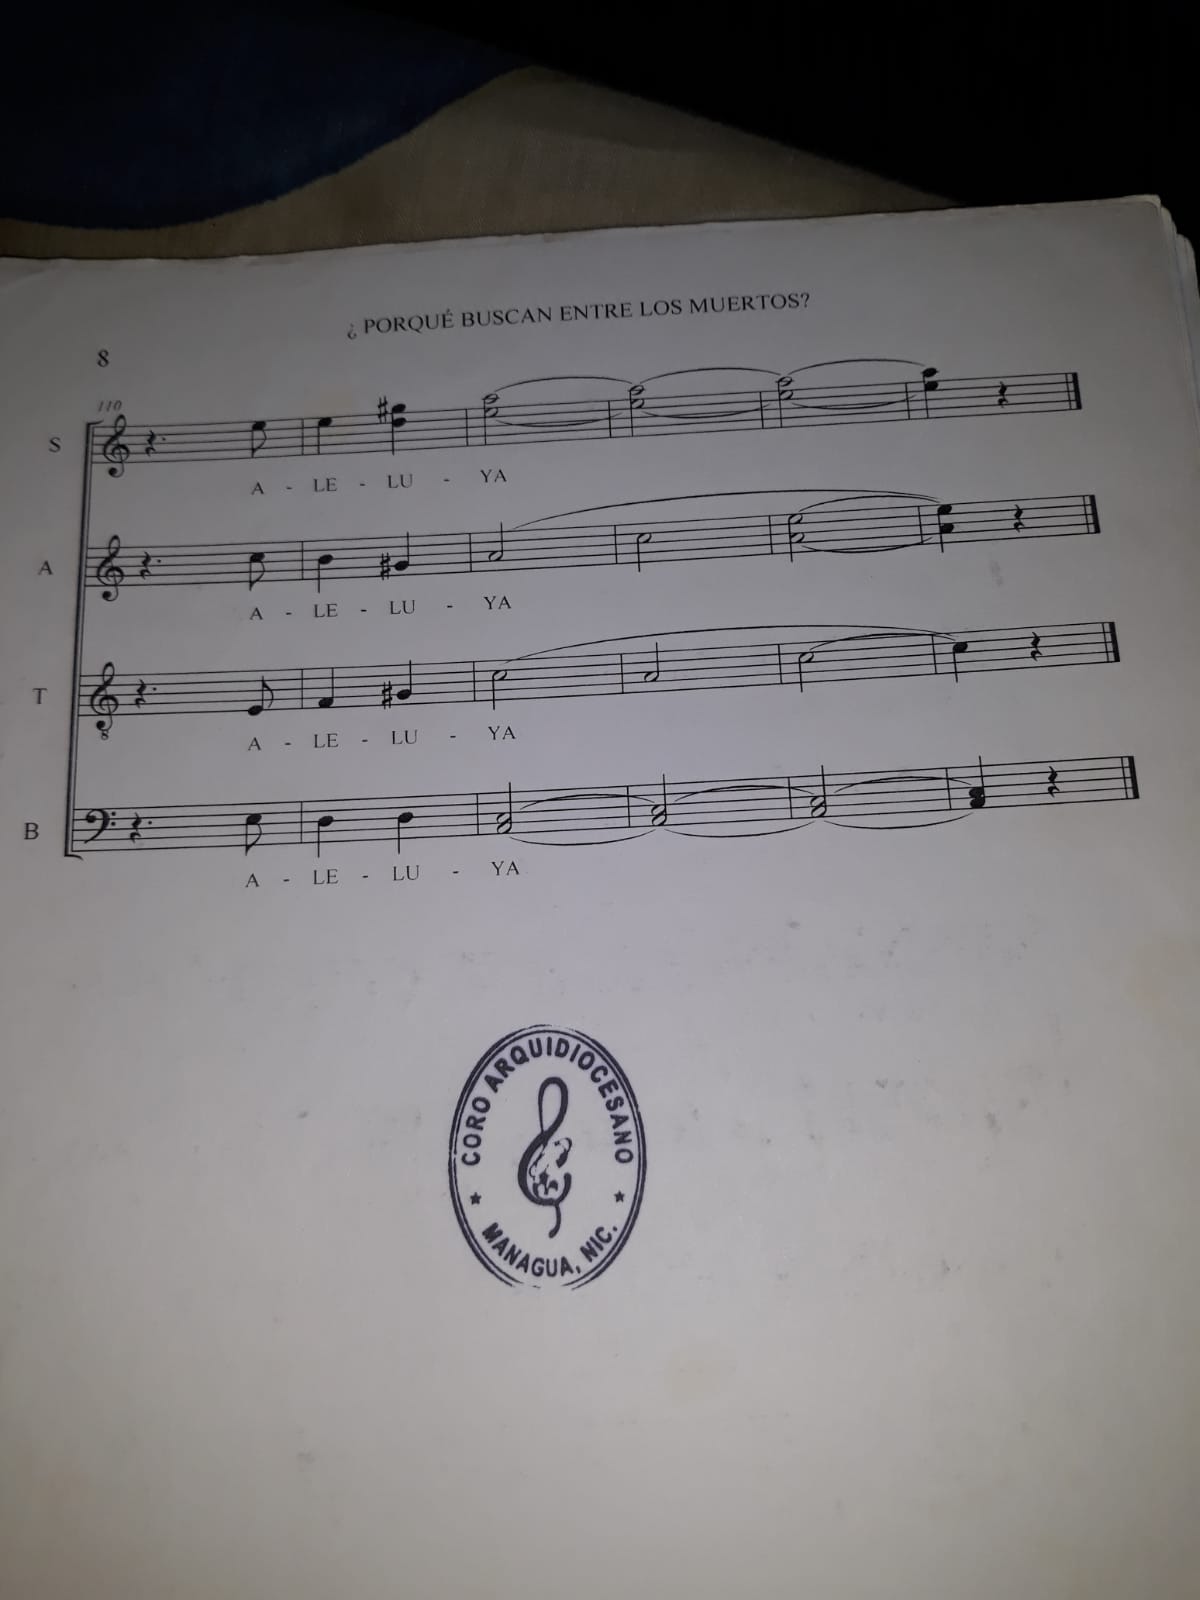 ¿ PORQUÉ BUSCAN ENTRE LOS MUERTOS?
8
110
S
A - LE - LU - YA
A
A - LE - LU - YA
T
8
A - LE - LU - YA
B
A - LE - LU - YA
CORO ARQUIDIOCESANO
MANAGUA, NIC.